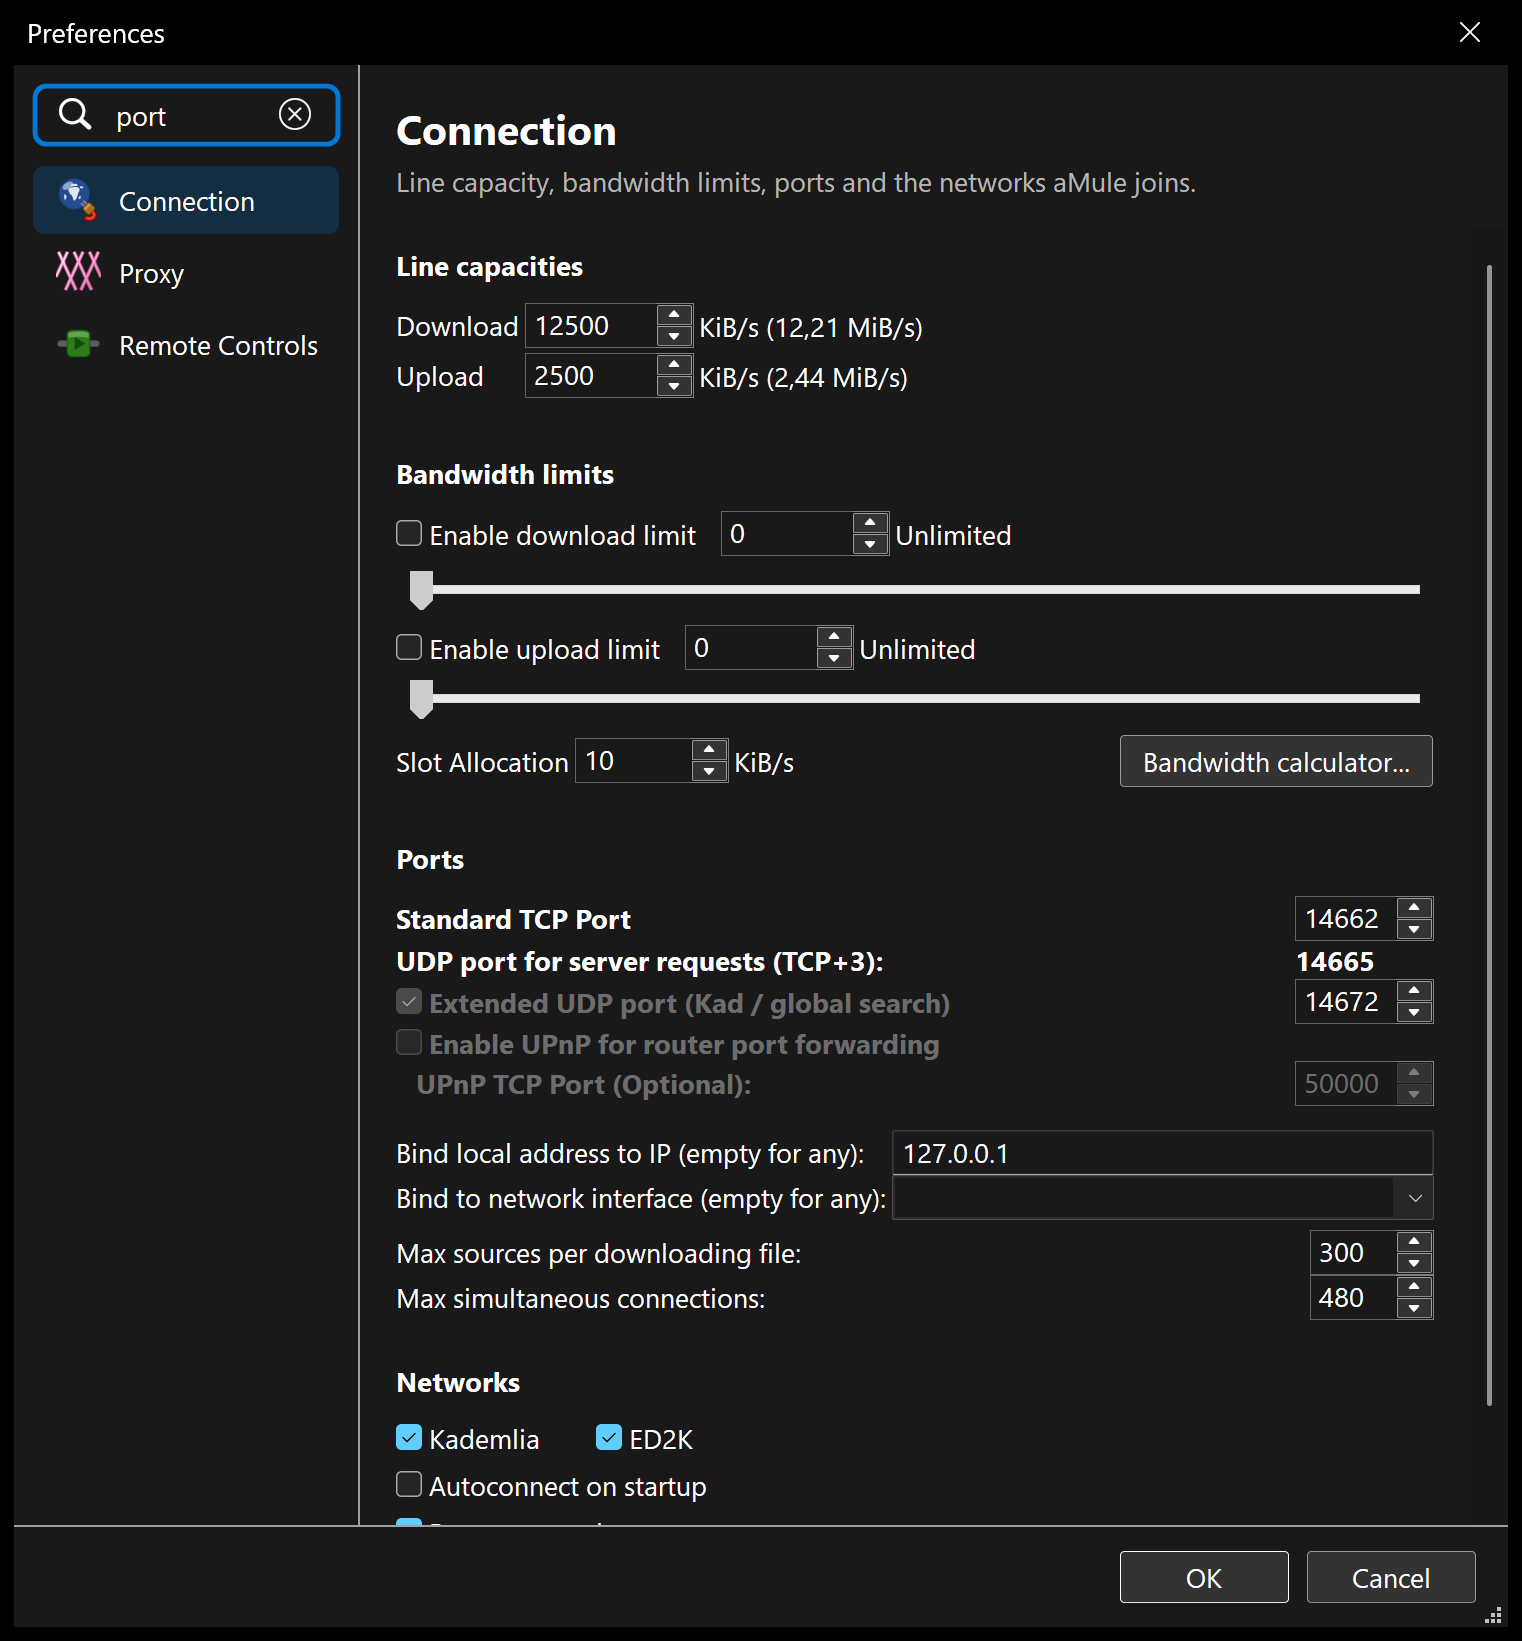 Preferences
port
Connection
Proxy
Remote Controls
Connection
Line capacity, bandwidth limits, ports and the networks aMule joins.
Line capacities
Download 12500 KiB/s (12,21 MiB/s)
Upload 2500 KiB/s (2,44 MiB/s)
Bandwidth limits
Enable download limit 0 Unlimited
Enable upload limit 0 Unlimited
Slot Allocation 10 KiB/s Bandwidth calculator...
Ports
Standard TCP Port 14662
UDP port for server requests (TCP+3): 14665
Extended UDP port (Kad / global search) 14672
Enable UPnP for router port forwarding
UPnP TCP Port (Optional): 50000
Bind local address to IP (empty for any): 127.0.0.1
Bind to network interface (empty for any):
Max sources per downloading file: 300
Max simultaneous connections: 480
Networks
Kademlia ED2K
Autoconnect on startup
OK Cancel